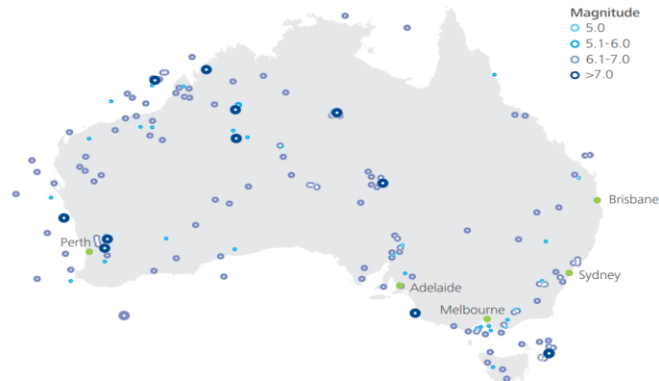 Magnitude
5.0
5.1-6.0
6.1-7.0
>7.0
Brisbane
Perth
Sydney
Adelaide
Melbourne